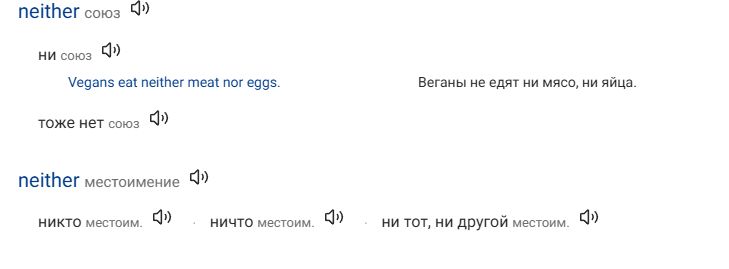 neither союз
ни союз
Vegans eat neither meat nor eggs. Веганы не едят ни мясо, ни яйца.
тоже нет союз
neither местоимение
никто местоим. · ничто местоим. · ни тот, ни другой местоим.